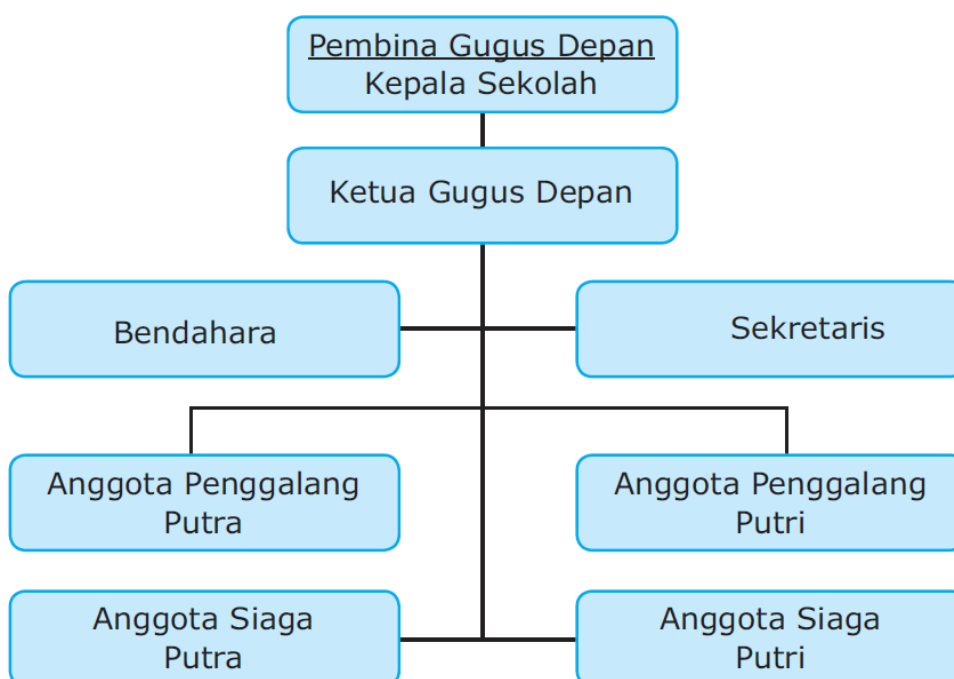 Pembina Gugus Depan
Kepala Sekolah
Ketua Gugus Depan
Bendahara
Sekretaris
Anggota Penggalang
Putra
Anggota Penggalang
Putri
Anggota Siaga
Putra
Anggota Siaga
Putri